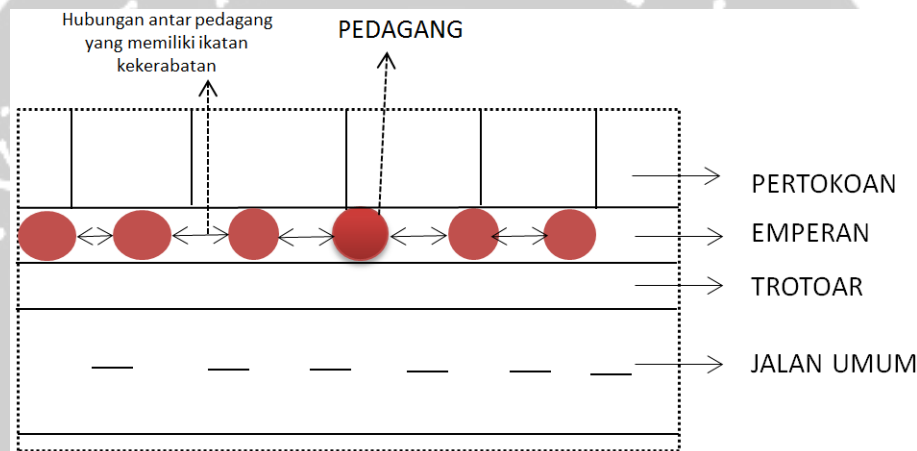 Hubungan antar pedagang
yang memiliki ikatan
kekerabatan
PEDAGANG
PERTOKOAN
EMPERAN
TROTOAR
JALAN UMUM